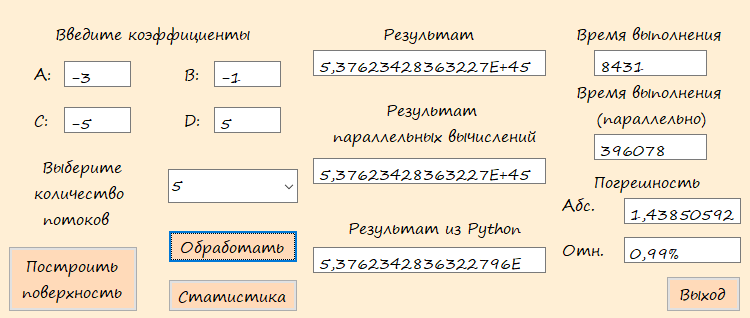 Введите коэффициенты
A: -3
B: -1
C: -5
D: 5
Выберите
количество
потоков
5
Построить
поверхность
Обработать
Статистика
Результат
5,37623428363227E+45
Результат
параллельных вычислений
5,37623428363227E+45
Результат из Python
5,3762342836322796E
Время выполнения
8431
Время выполнения
(параллельно)
396078
Погрешность
Абс. 1,43850592
Отн. 0,99%
Выход